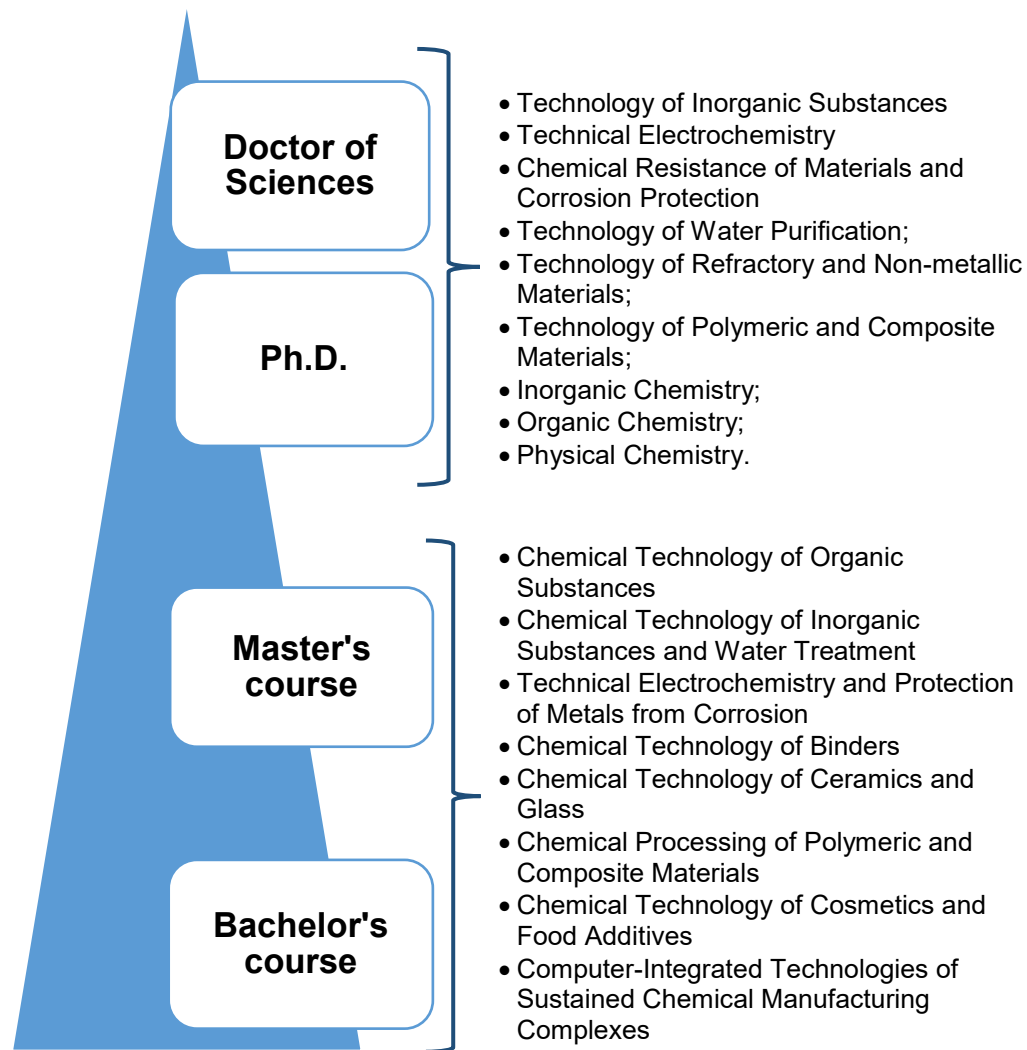 Doctor of
Sciences
Ph.D.
• Technology of Inorganic Substances
• Technical Electrochemistry
• Chemical Resistance of Materials and
Corrosion Protection
• Technology of Water Purification;
• Technology of Refractory and Non-metallic
Materials;
• Technology of Polymeric and Composite
Materials;
• Inorganic Chemistry;
• Organic Chemistry;
• Physical Chemistry.
Master's
course
Bachelor's
course
• Chemical Technology of Organic
Substances
• Chemical Technology of Inorganic
Substances and Water Treatment
• Technical Electrochemistry and Protection
of Metals from Corrosion
• Chemical Technology of Binders
• Chemical Technology of Ceramics and
Glass
• Chemical Processing of Polymeric and
Composite Materials
• Chemical Technology of Cosmetics and
Food Additives
• Computer-Integrated Technologies of
Sustained Chemical Manufacturing
Complexes